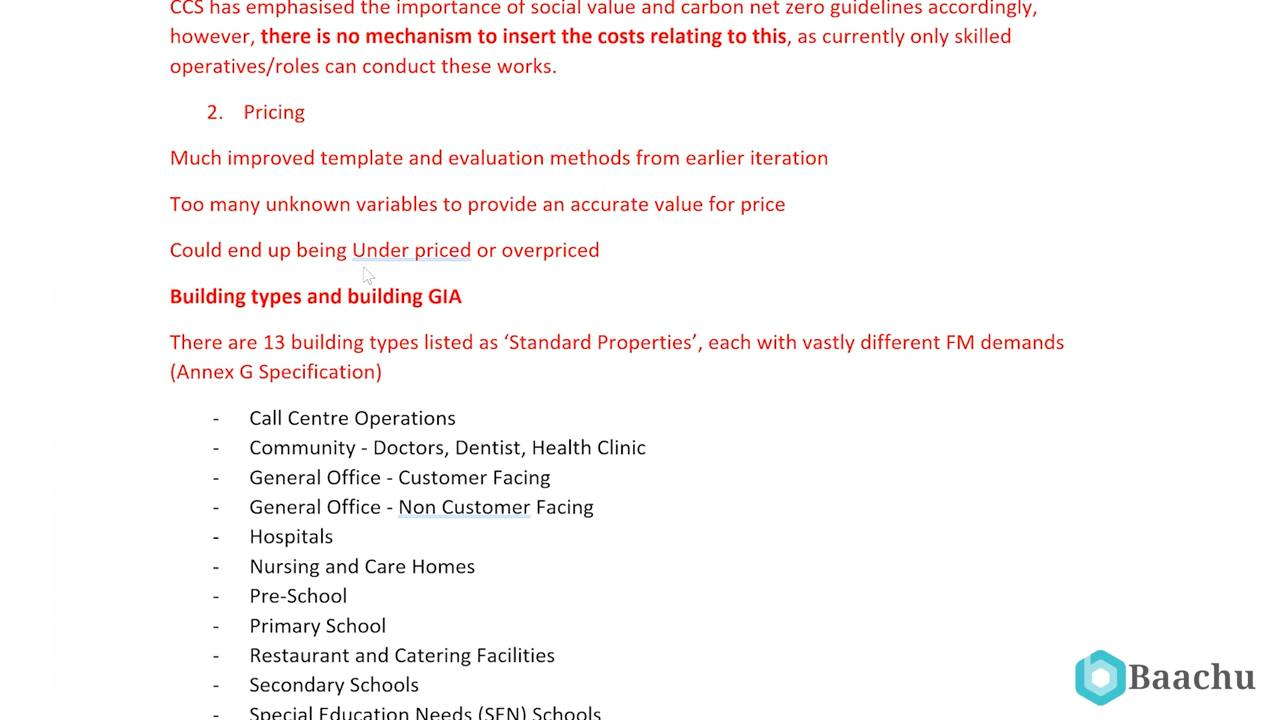 CCS has emphasised the importance of social value and carbon net zero guidelines accordingly,
however, there is no mechanism to insert the costs relating to this, as currently only skilled
operatives/roles can conduct these works.
2. Pricing
Much improved template and evaluation methods from earlier iteration
Too many unknown variables to provide an accurate value for price
Could end up being Under priced or overpriced
Building types and building GIA
There are 13 building types listed as ‘Standard Properties’, each with vastly different FM demands
(Annex G Specification)
- Call Centre Operations
- Community - Doctors, Dentist, Health Clinic
- General Office - Customer Facing
- General Office - Non Customer Facing
- Hospitals
- Nursing and Care Homes
- Pre-School
- Primary School
- Restaurant and Catering Facilities
- Secondary Schools
- Special Education Needs (SEN) Schools
Baachu